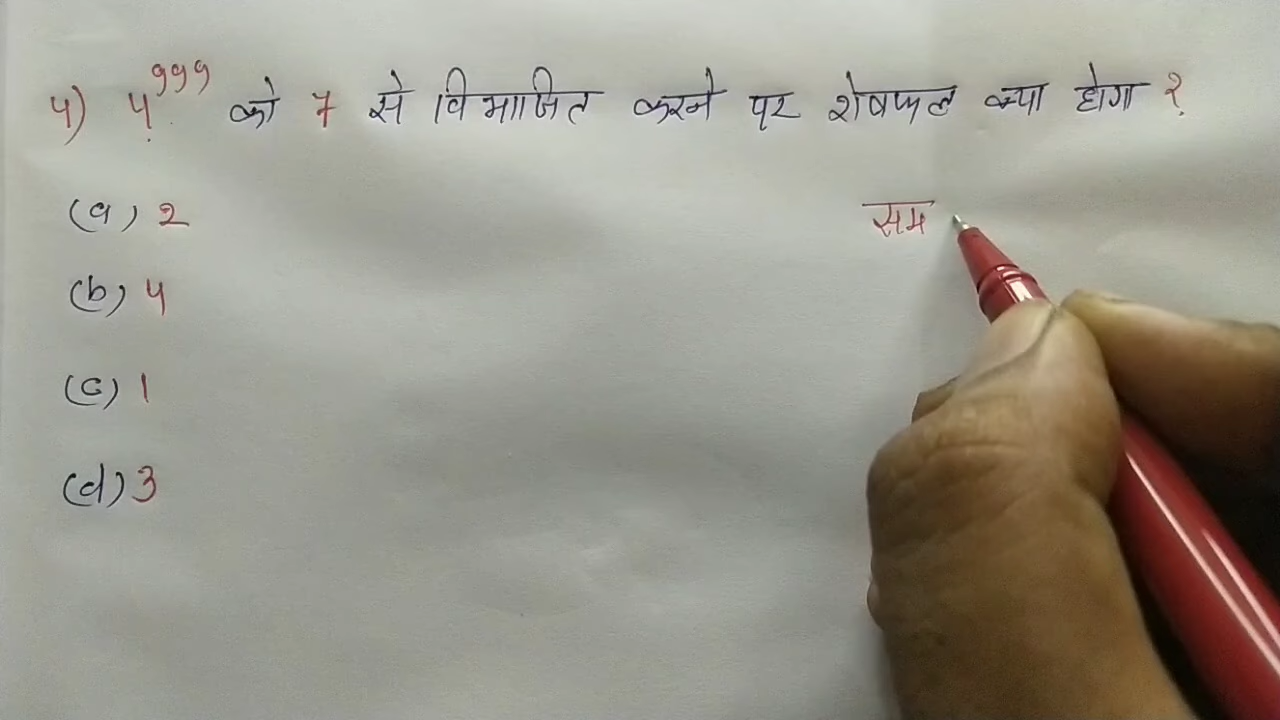 4) 4^999 को 7 से विभाजित करने पर शेषफल क्या होगा ?
(a) 2
(b) 4
(c) 1
(d) 3
सम